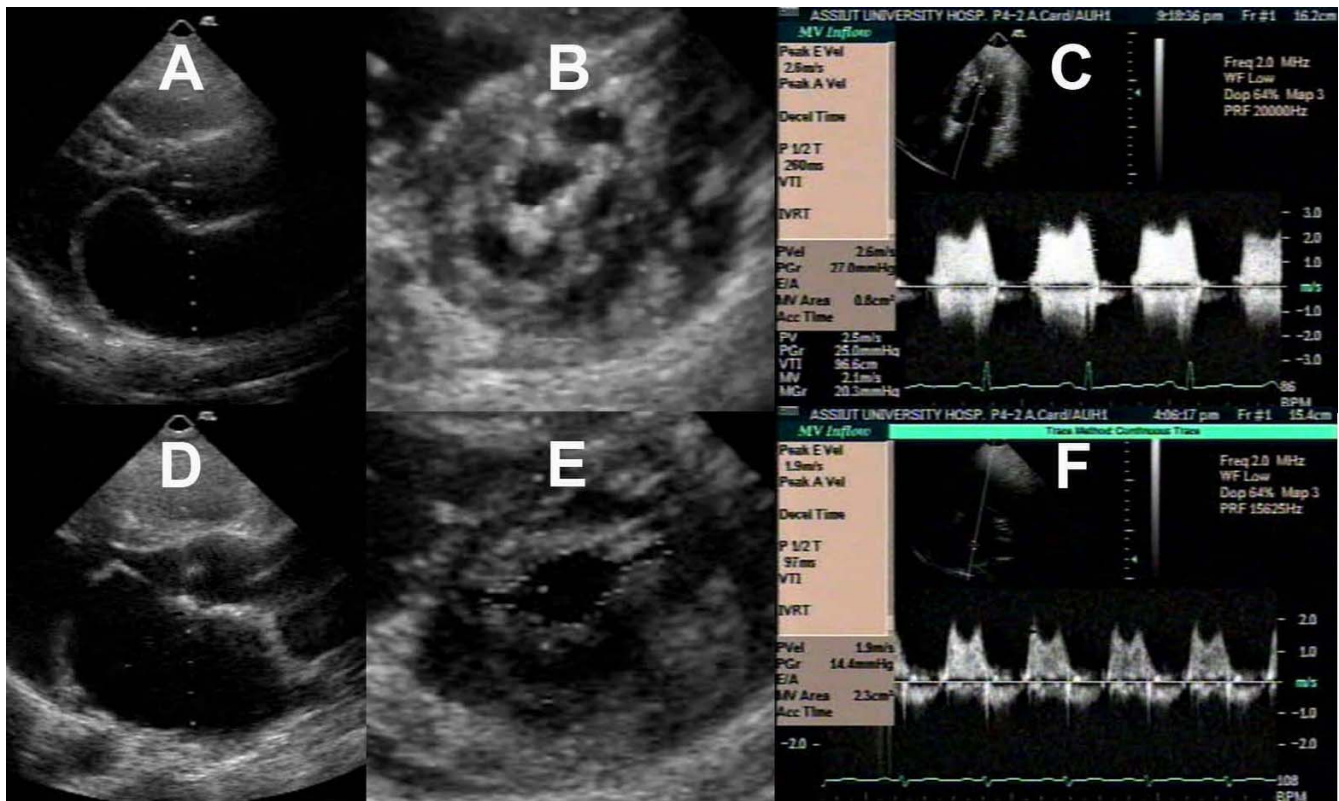 A
ATL
B
ASSIUT UNIVERSITY HOSP. P4-2 A.Card/AUH1 9:18:36 pm Fr #1 16.2cm
MV Inflow
Peak E Vel
2.6m/s
Peak A Vel
Decel Time
P 1/2 T
260ms
VTI
IVRT
PVel 2.6m/s
PGr 27.0mmHg
E/A
MV Area 0.8cm²
Acc Time
PV 2.5m/s
PGr 25.0mmHg
VTI 96.6cm
MV 2.1m/s
MGr 20.3mmHg
C
Freq 2.0 MHz
WF Low
Dop 64% Map 3
PRF 20000Hz
3.0
2.0
1.0
m/s
-1.0
-2.0
-3.0
86
BPM
D
ATL
E
ASSIUT UNIVERSITY HOSP. P4-2 A.Card/AUH1 4:06:17 pm Fr #1 15.4cm
Trace Method: Continuous Trace
MV Inflow
Peak E Vel
1.9m/s
Peak A Vel
Decel Time
P 1/2 T
97ms
VTI
IVRT
PVel 1.9m/s
PGr 14.4mmHg
E/A
MV Area 2.3cm²
Acc Time
-2.0
F
Freq 2.0 MHz
WF Low
Dop 64% Map 3
PRF 15625Hz
2.0
1.0
m/s
-1.0
-2.0
108
BPM